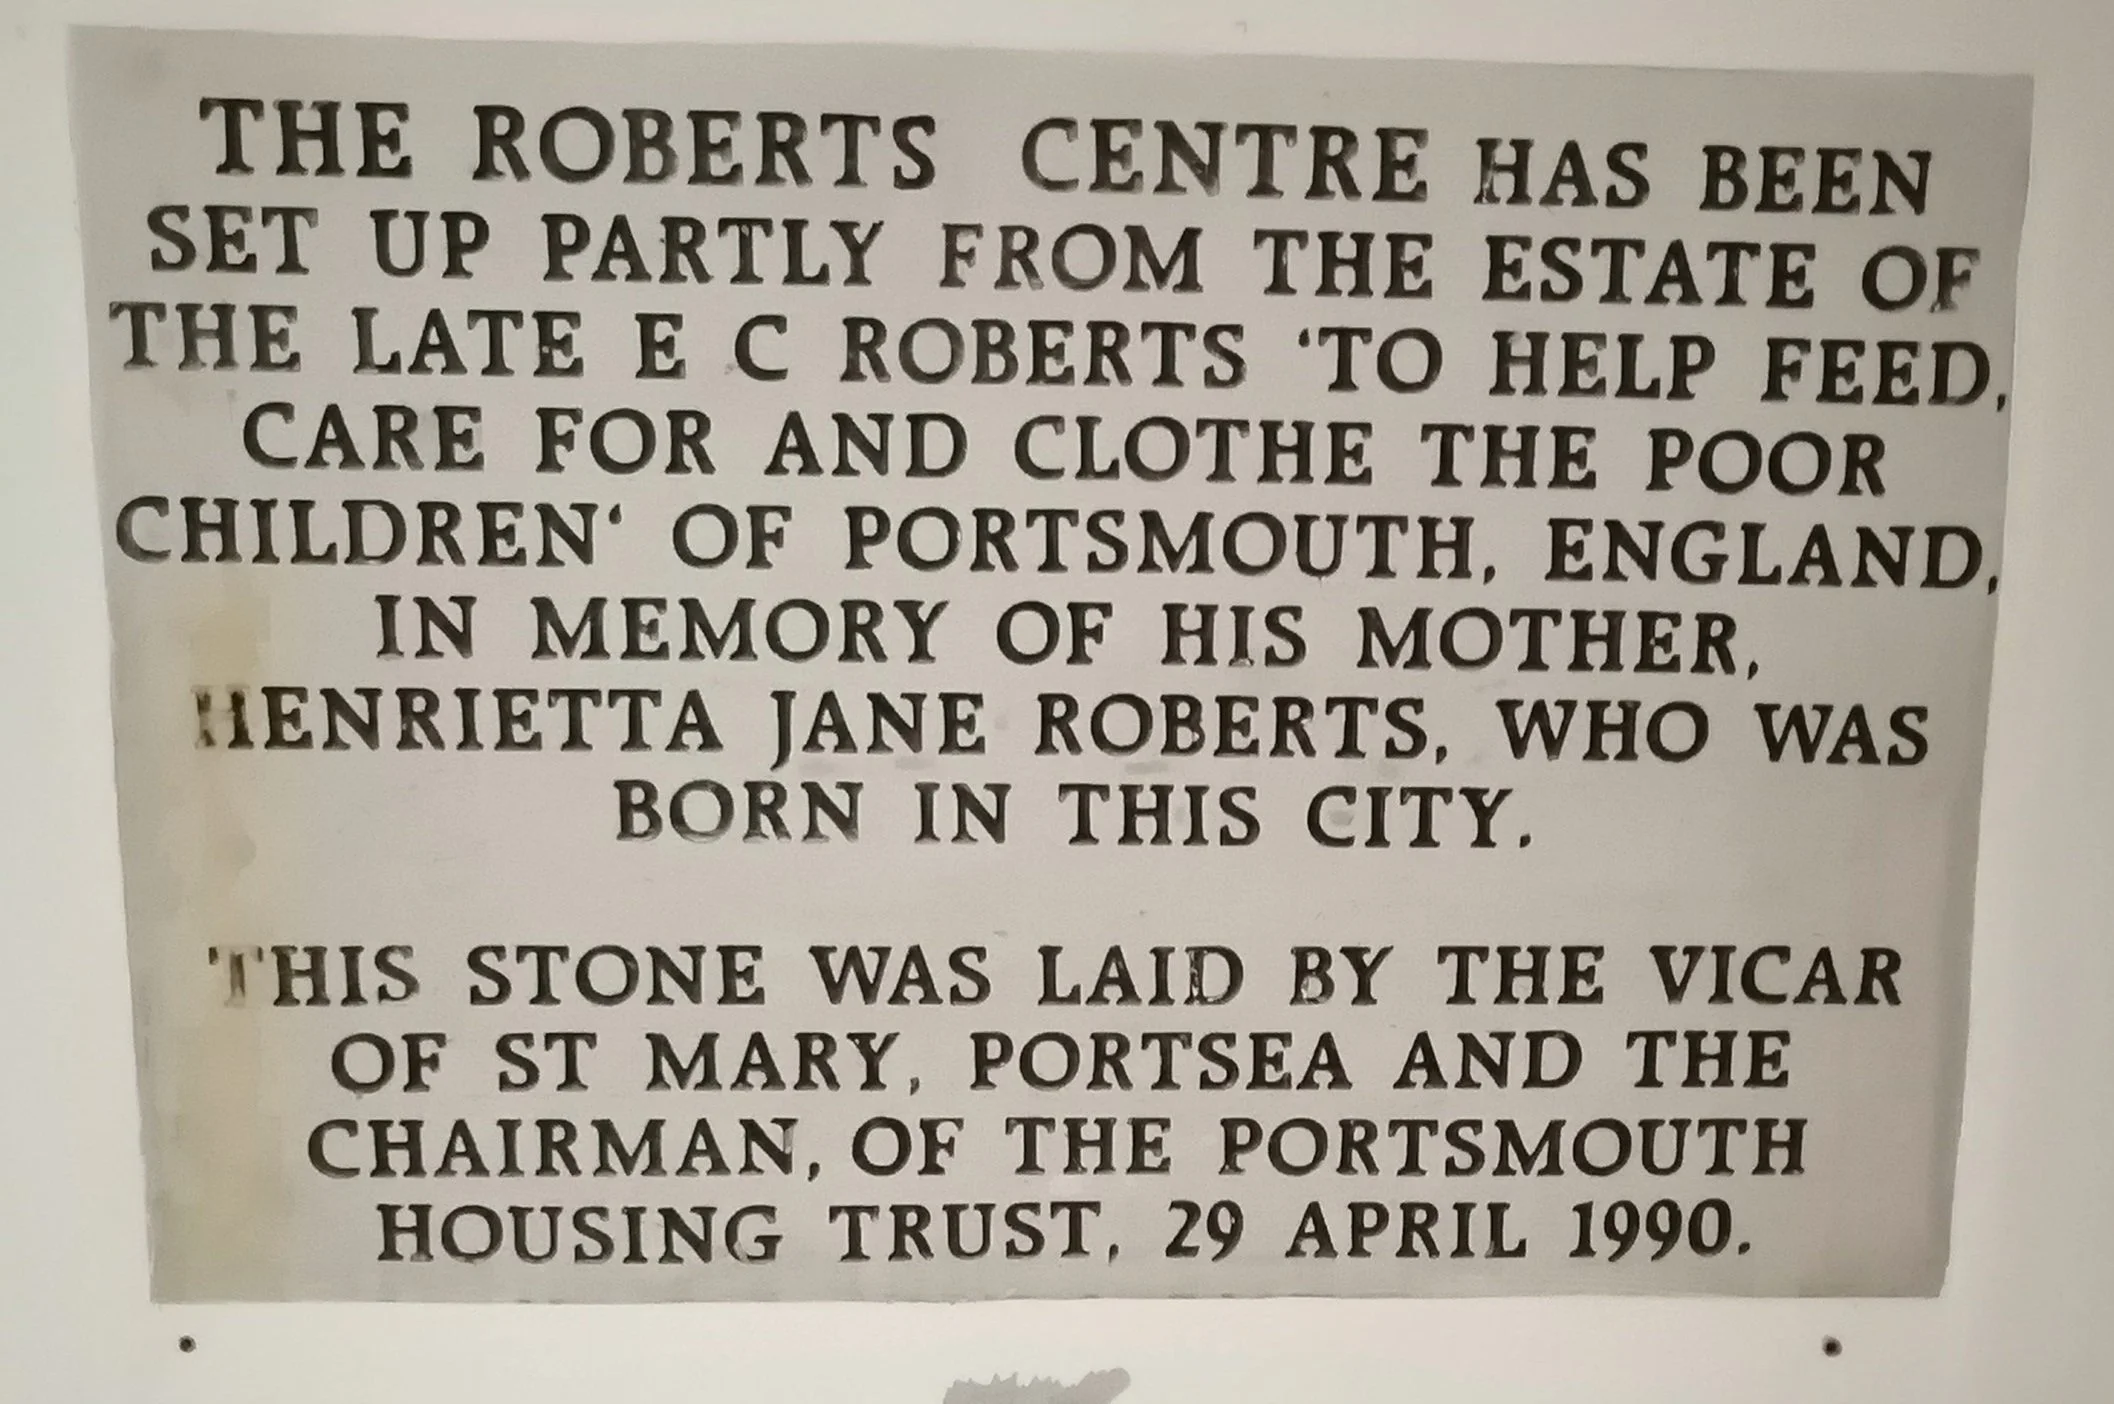 THE ROBERTS CENTRE HAS BEEN
SET UP PARTLY FROM THE ESTATE OF
THE LATE E C ROBERTS ‘TO HELP FEED,
CARE FOR AND CLOTHE THE POOR
CHILDREN‘ OF PORTSMOUTH, ENGLAND,
IN MEMORY OF HIS MOTHER,
HENRIETTA JANE ROBERTS, WHO WAS
BORN IN THIS CITY.
THIS STONE WAS LAID BY THE VICAR
OF ST MARY, PORTSEA AND THE
CHAIRMAN, OF THE PORTSMOUTH
HOUSING TRUST, 29 APRIL 1990.